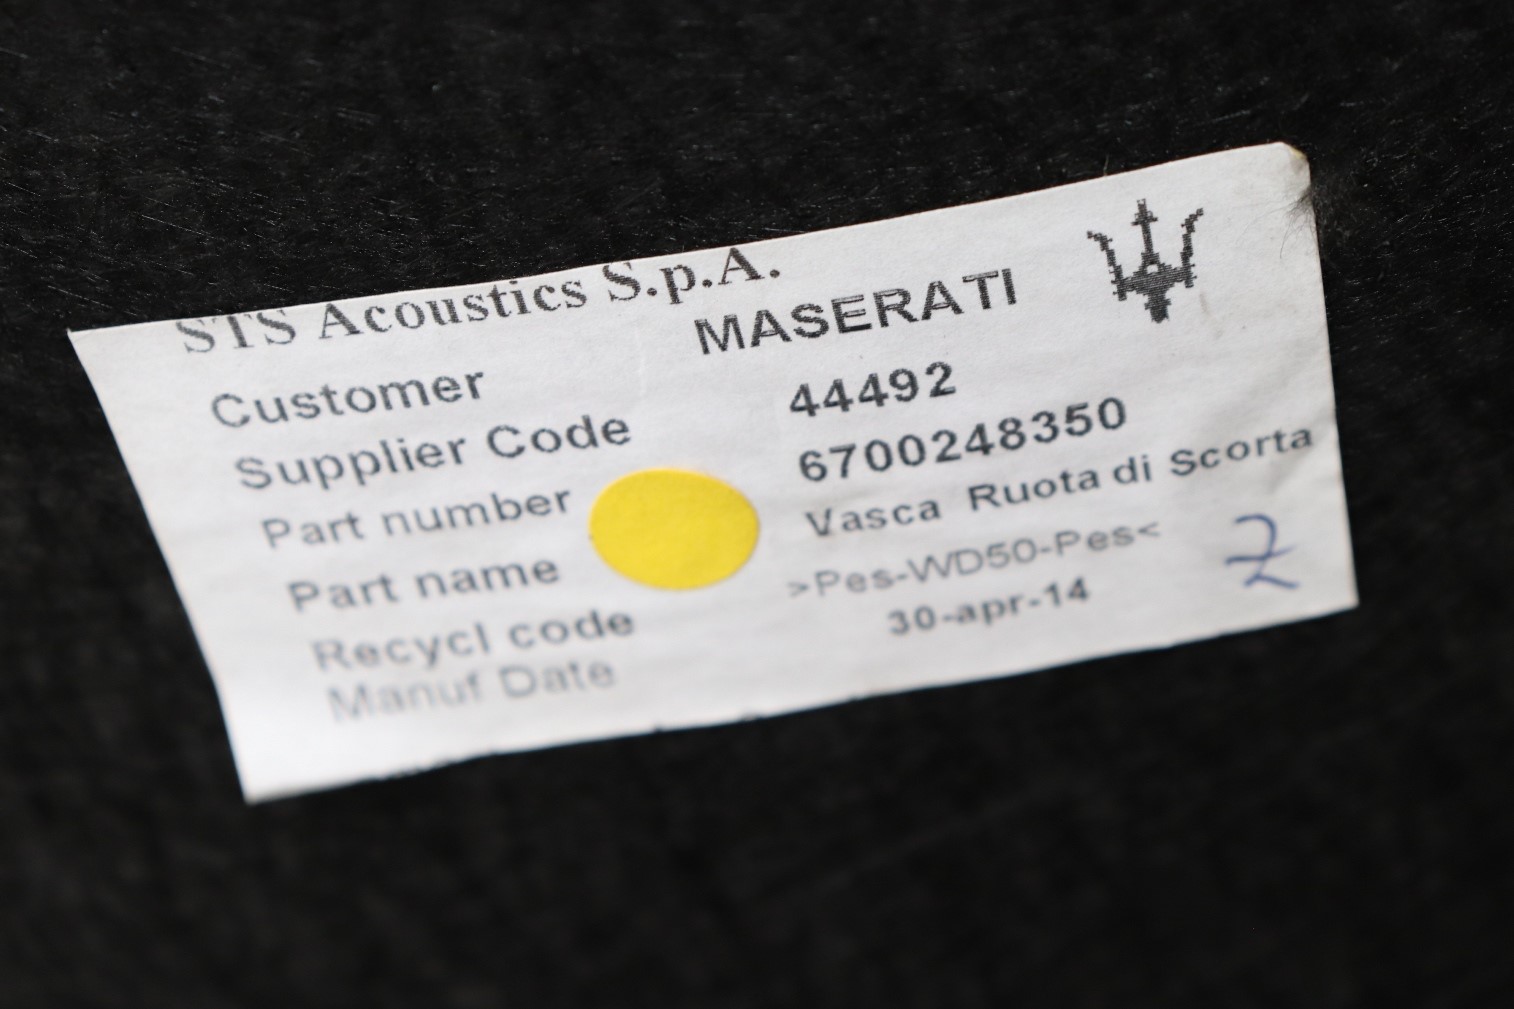 STS Acoustics S.p.A.
Customer MASERATI
Supplier Code 44492
Part number 6700248350
Part name Vasca Ruota di Scorta
Recycl code >Pes-WD50-Pes<
Manuf Date 30-apr-14
2